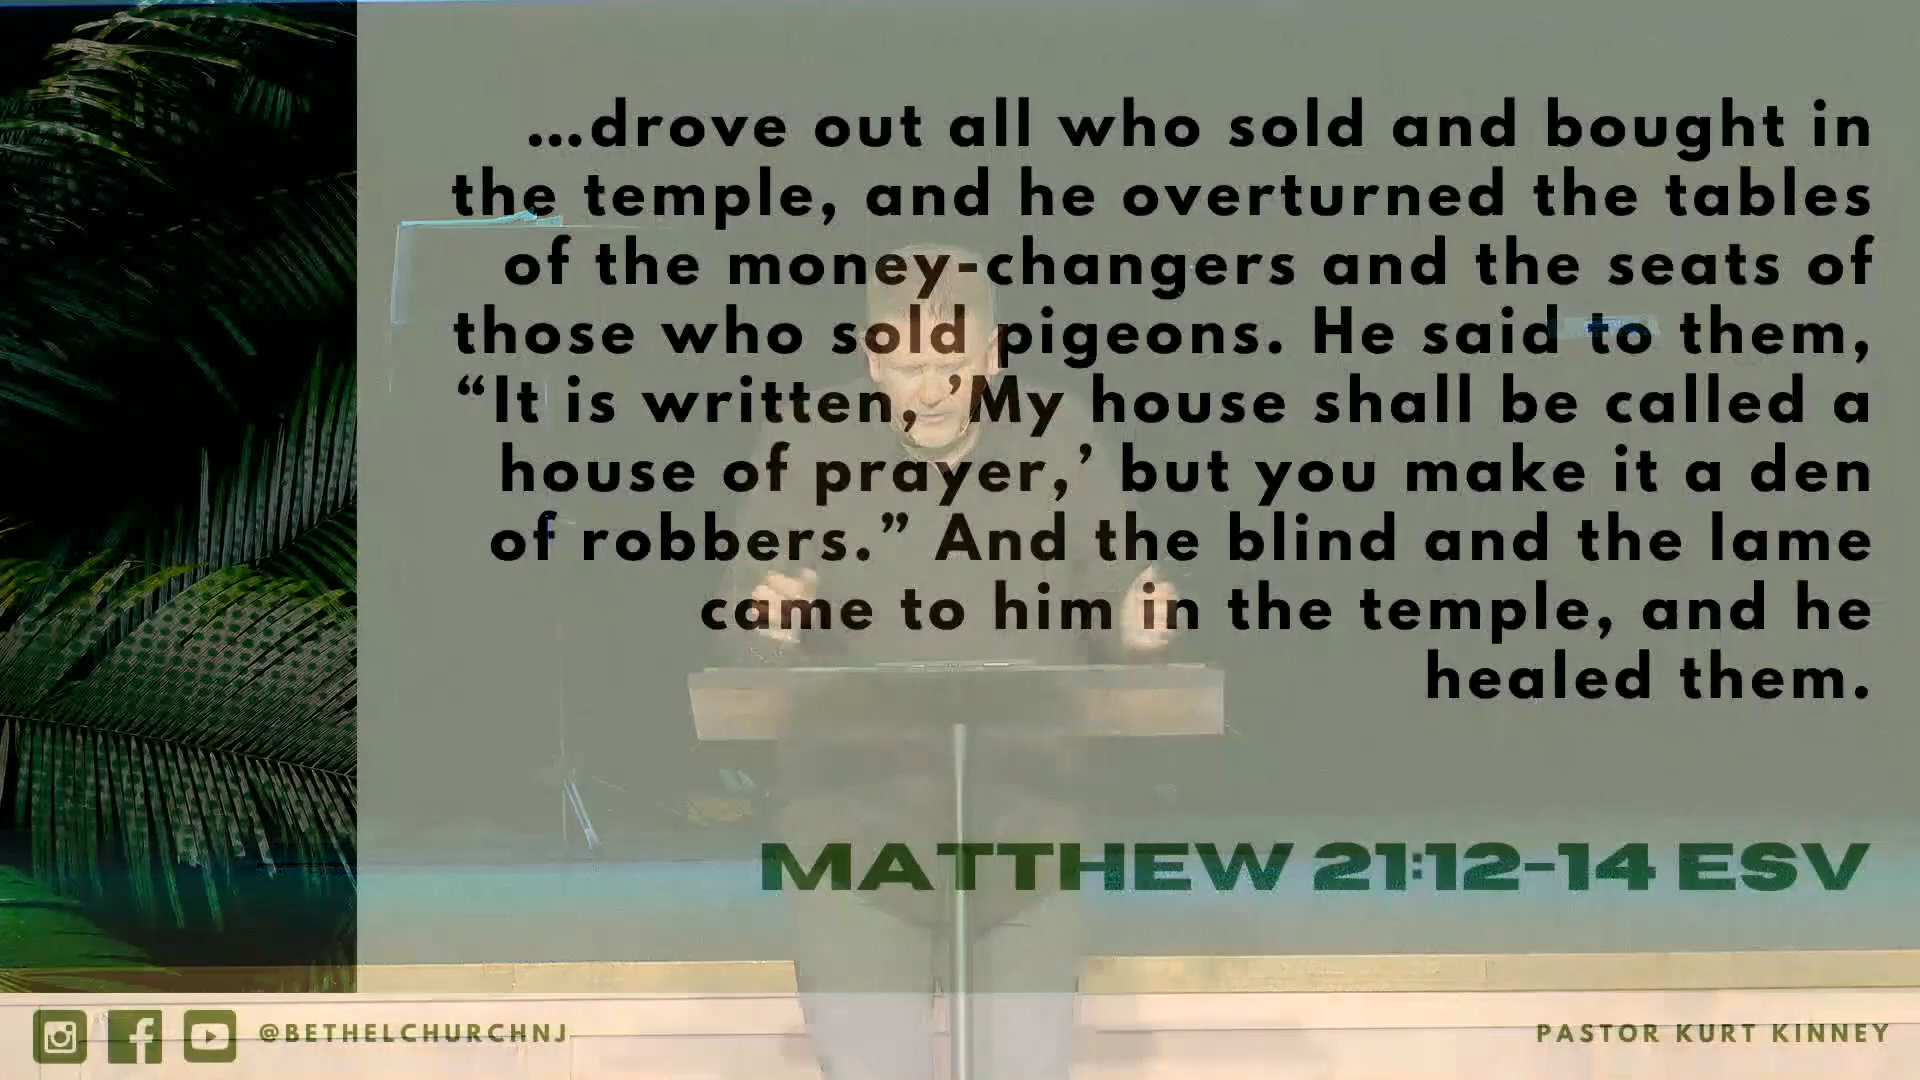 ...drove out all who sold and bought in
the temple, and he overturned the tables
of the money-changers and the seats of
those who sold pigeons. He said to them,
“It is written, ’My house shall be called a
house of prayer,’ but you make it a den
of robbers.” And the blind and the lame
came to him in the temple, and he
healed them.
MATTHEW 21:12-14 ESV
@BETHELCHURCHNJ
PASTOR KURT KINNEY